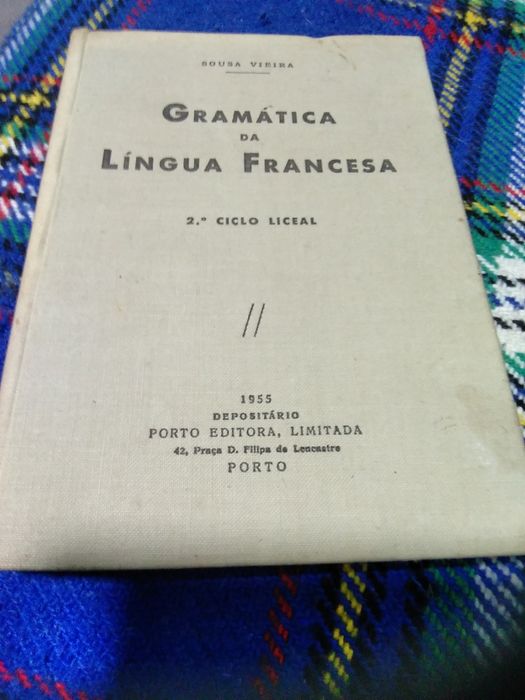 SOUSA VIEIRA
GRAMÁTICA
DA
LÍNGUA FRANCESA
2.º CICLO LICEAL
1955
DEPOSITÁRIO
PORTO EDITORA, LIMITADA
42, Praça D. Filipa de Lencastre
PORTO